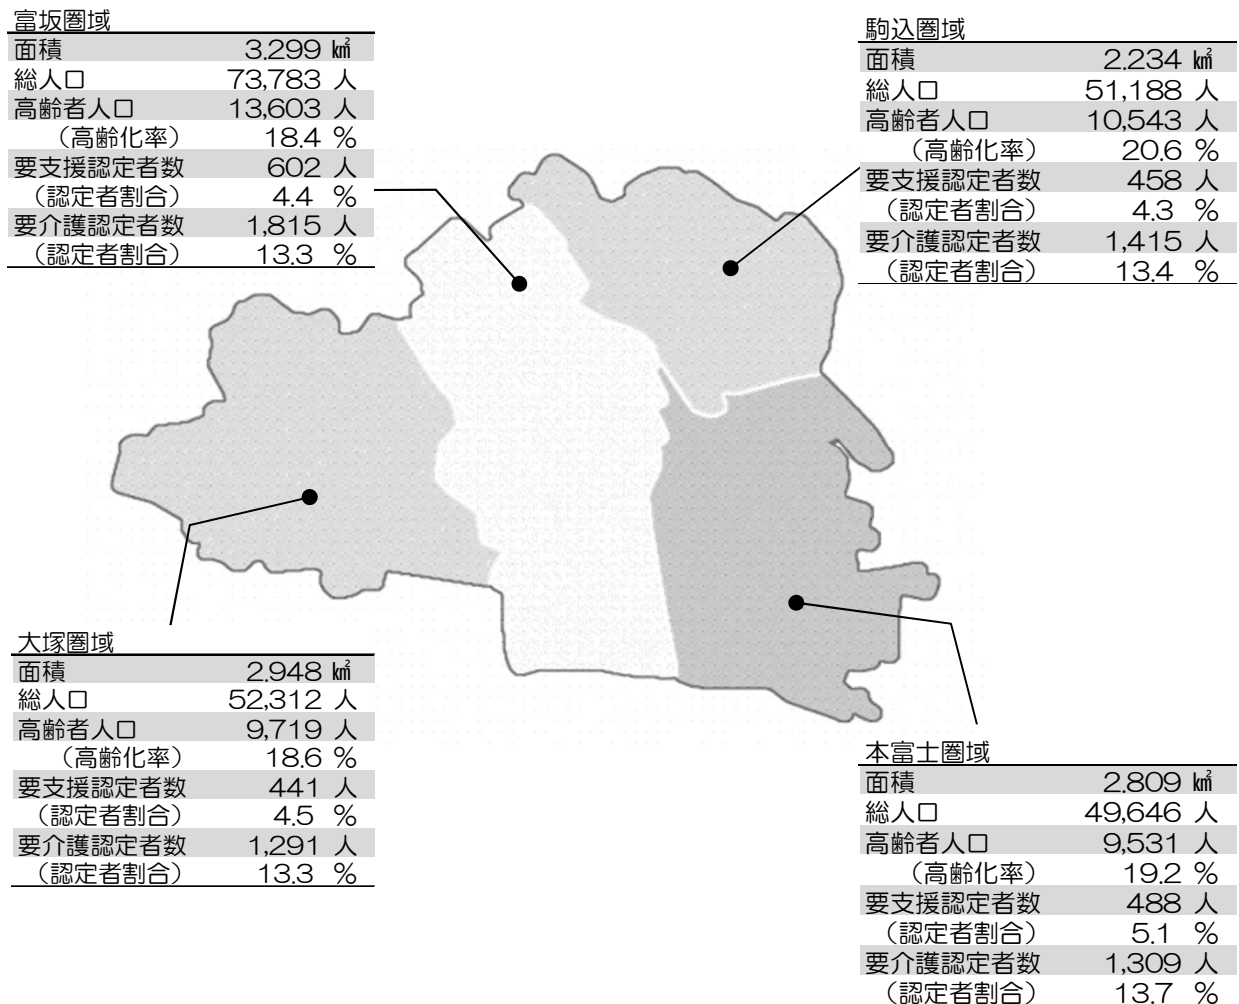 富坂圏域
面積 3.299 ㎢
総人口 73,783 人
高齢者人口 13,603 人
（高齢化率） 18.4 %
要支援認定者数 602 人
（認定者割合） 4.4 %
要介護認定者数 1,815 人
（認定者割合） 13.3 %
駒込圏域
面積 2.234 ㎢
総人口 51,188 人
高齢者人口 10,543 人
（高齢化率） 20.6 %
要支援認定者数 458 人
（認定者割合） 4.3 %
要介護認定者数 1,415 人
（認定者割合） 13.4 %
大塚圏域
面積 2.948 ㎢
総人口 52,312 人
高齢者人口 9,719 人
（高齢化率） 18.6 %
要支援認定者数 441 人
（認定者割合） 4.5 %
要介護認定者数 1,291 人
（認定者割合） 13.3 %
本富士圏域
面積 2.809 ㎢
総人口 49,646 人
高齢者人口 9,531 人
（高齢化率） 19.2 %
要支援認定者数 488 人
（認定者割合） 5.1 %
要介護認定者数 1,309 人
（認定者割合） 13.7 %